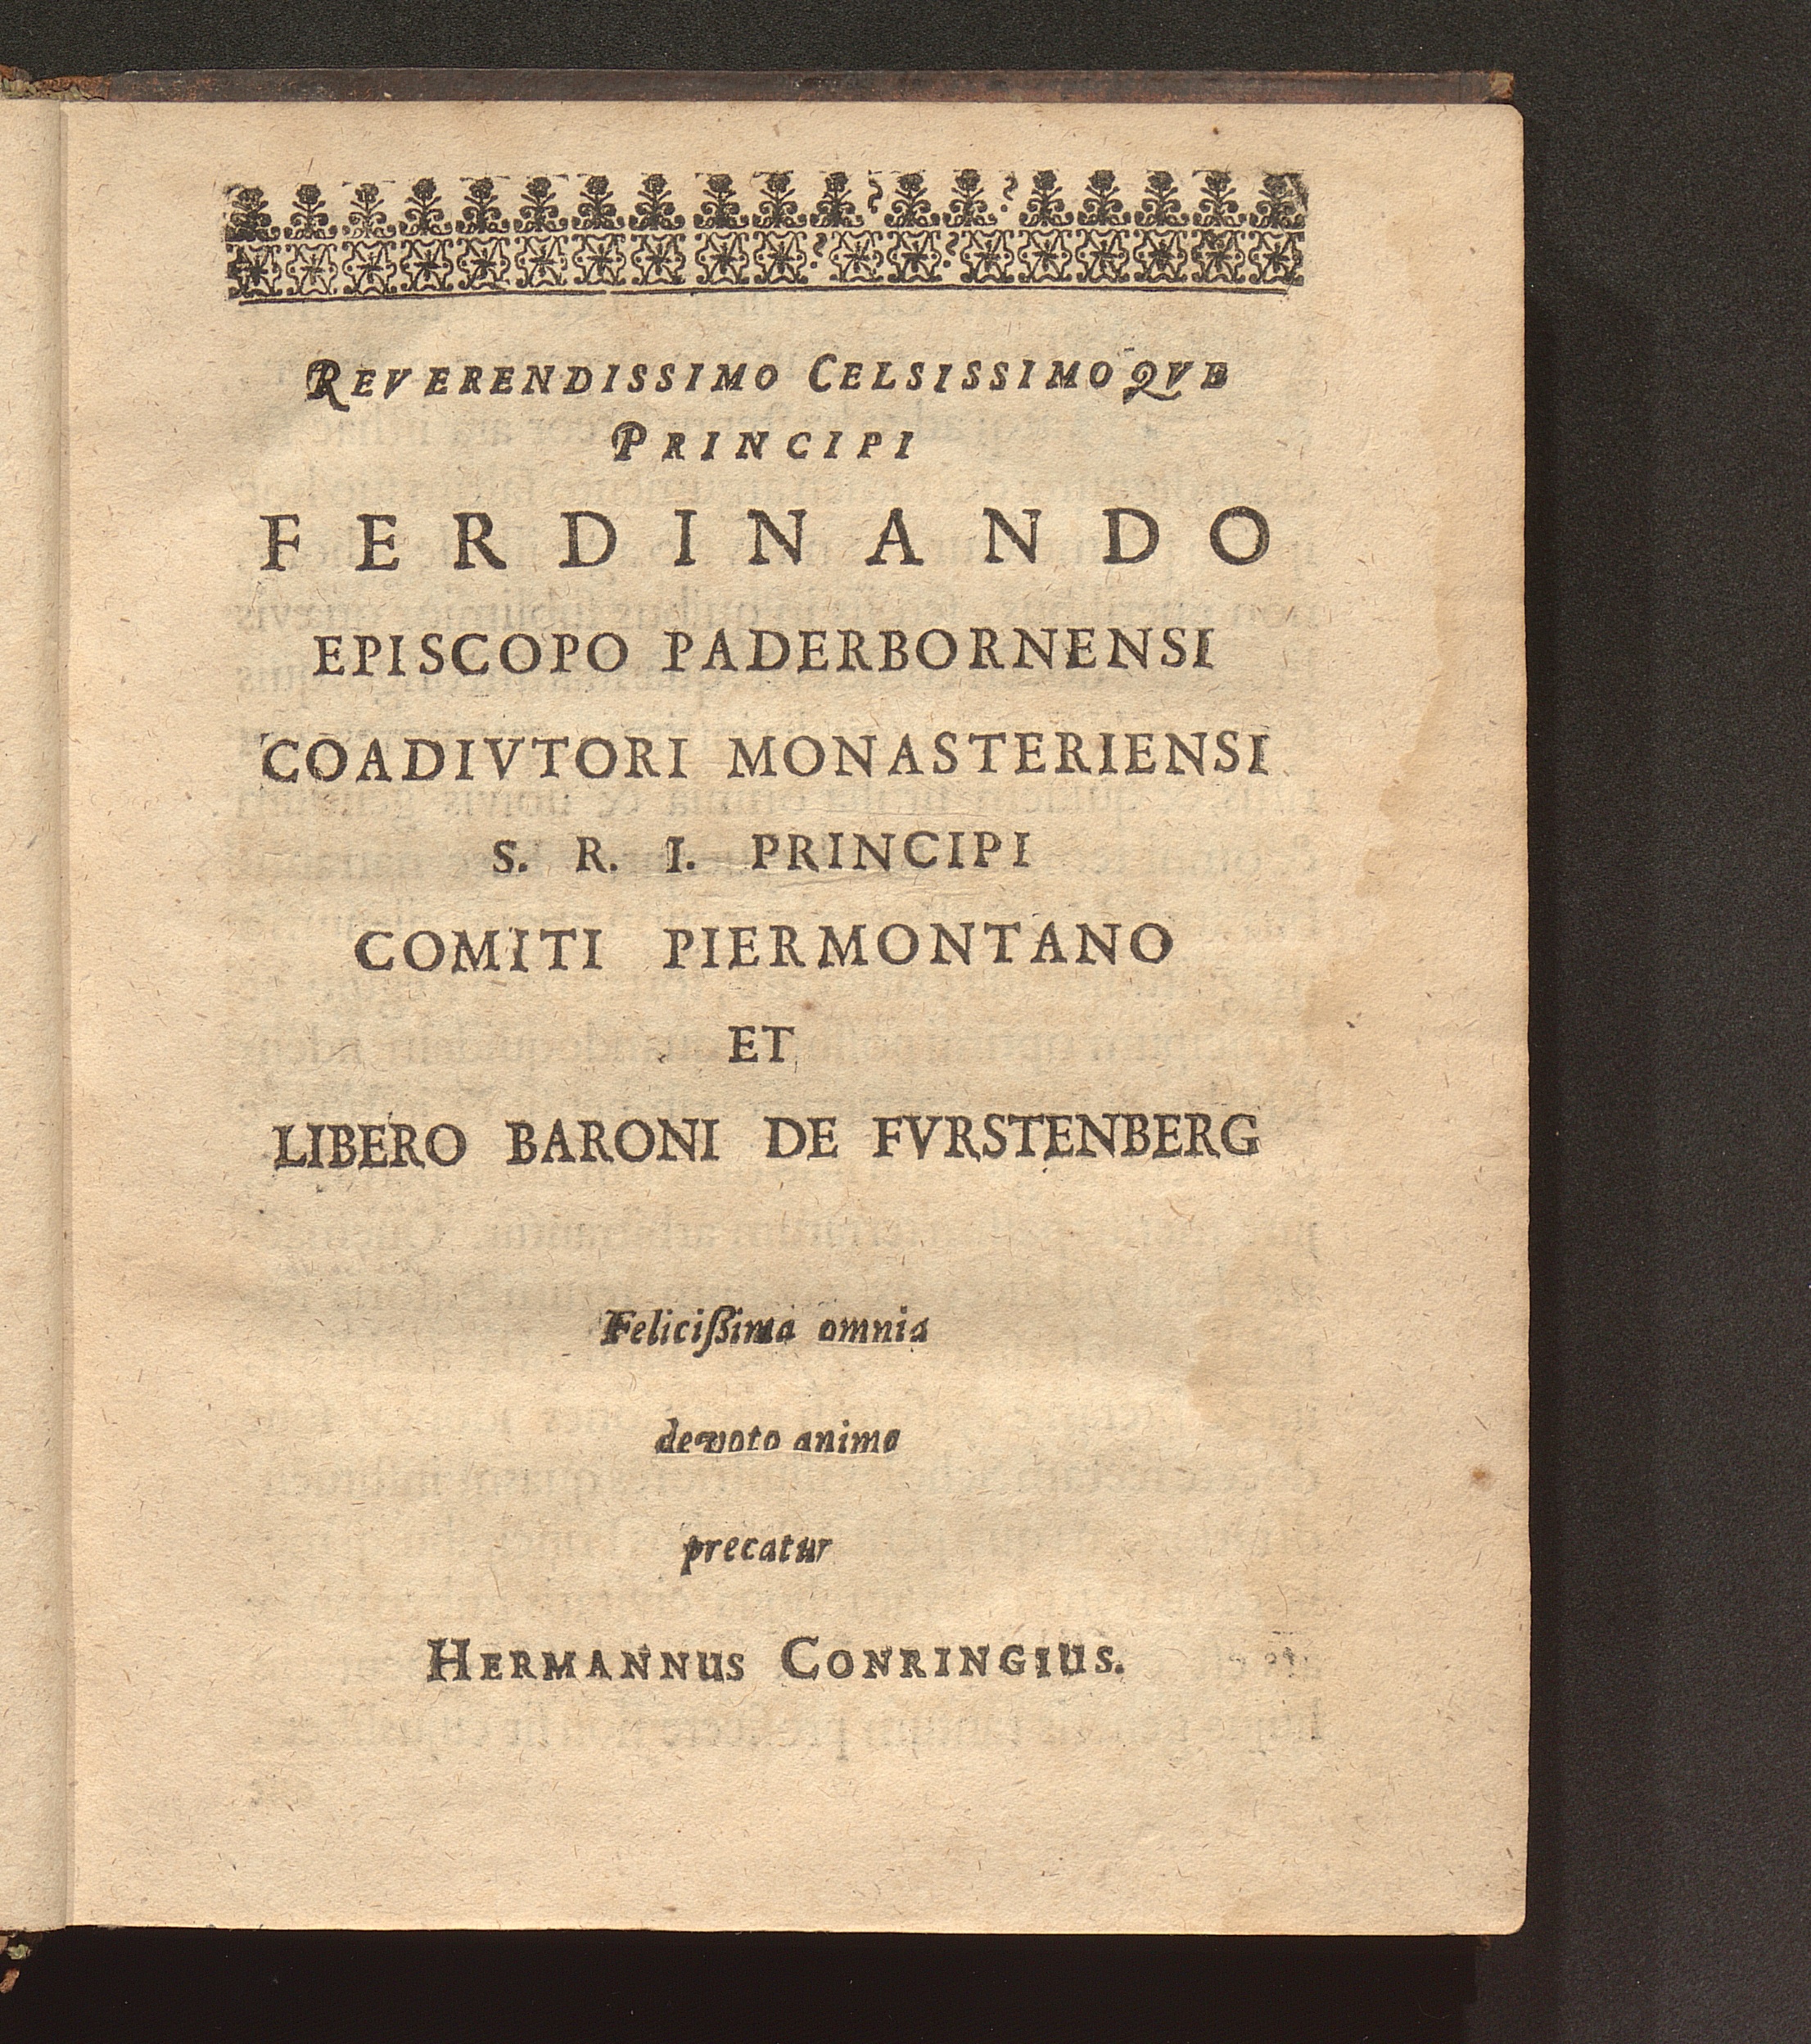 REVERENDISSIMO CELSISSIMOQVE
PRINCIPI
FERDINANDO
EPISCOPO PADERBORNENSI
COADIVTORI MONASTERIENSI
S. R. I. PRINCIPI
COMITI PIERMONTANO
ET
LIBERO BARONI DE FVRSTENBERG
Feliciſſima omnia
devoto animo
precatur
HERMANNUS CONRINGIUS.